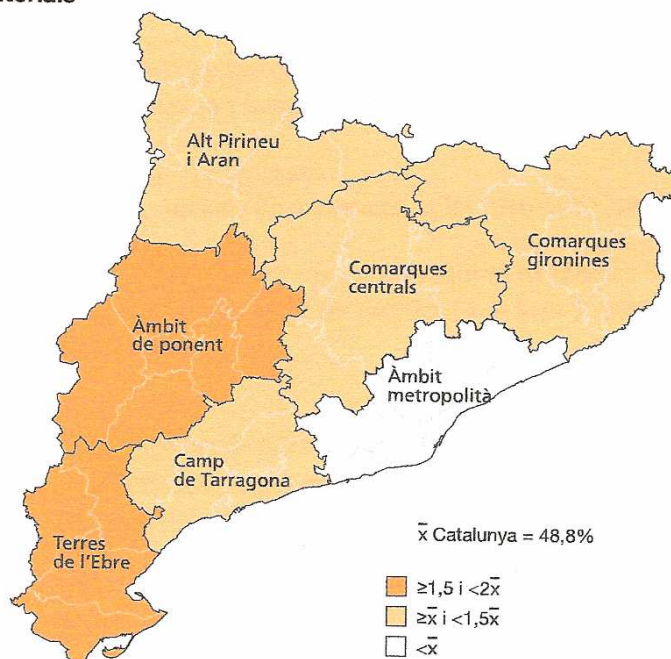 Alt Pirineu
i Aran
Comarques
gironines
Comarques
centrals
Àmbit
de ponent
Àmbit
metropolità
Camp
de Tarragona
Terres
de l'Ebre
x̅ Catalunya = 48,8%
≥1,5 i <2x̅
≥x̅ i <1,5x̅
<x̅